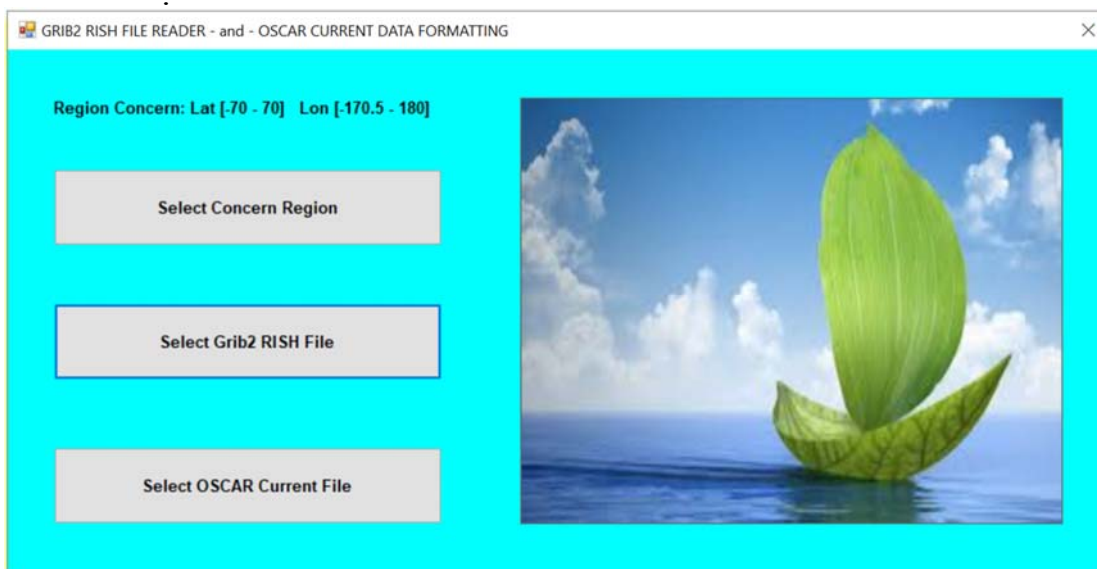 GRIB2 RISH FILE READER - and - OSCAR CURRENT DATA FORMATTING
Region Concern: Lat [-70 - 70]   Lon [-170.5 - 180]
Select Concern Region
Select Grib2 RISH File
Select OSCAR Current File